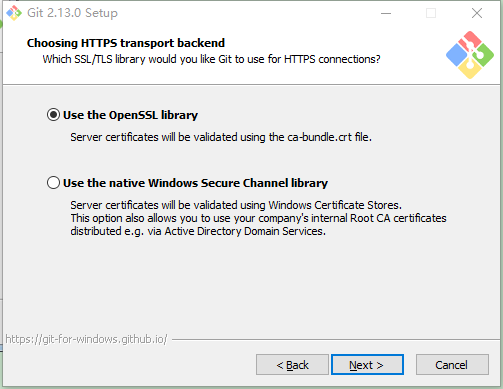 Git 2.13.0 Setup
Choosing HTTPS transport backend
Which SSL/TLS library would you like Git to use for HTTPS connections?
Use the OpenSSL library
Server certificates will be validated using the ca-bundle.crt file.
Use the native Windows Secure Channel library
Server certificates will be validated using Windows Certificate Stores.
This option also allows you to use your company's internal Root CA certificates
distributed e.g. via Active Directory Domain Services.
https://git-for-windows.github.io/
< Back
Next >
Cancel